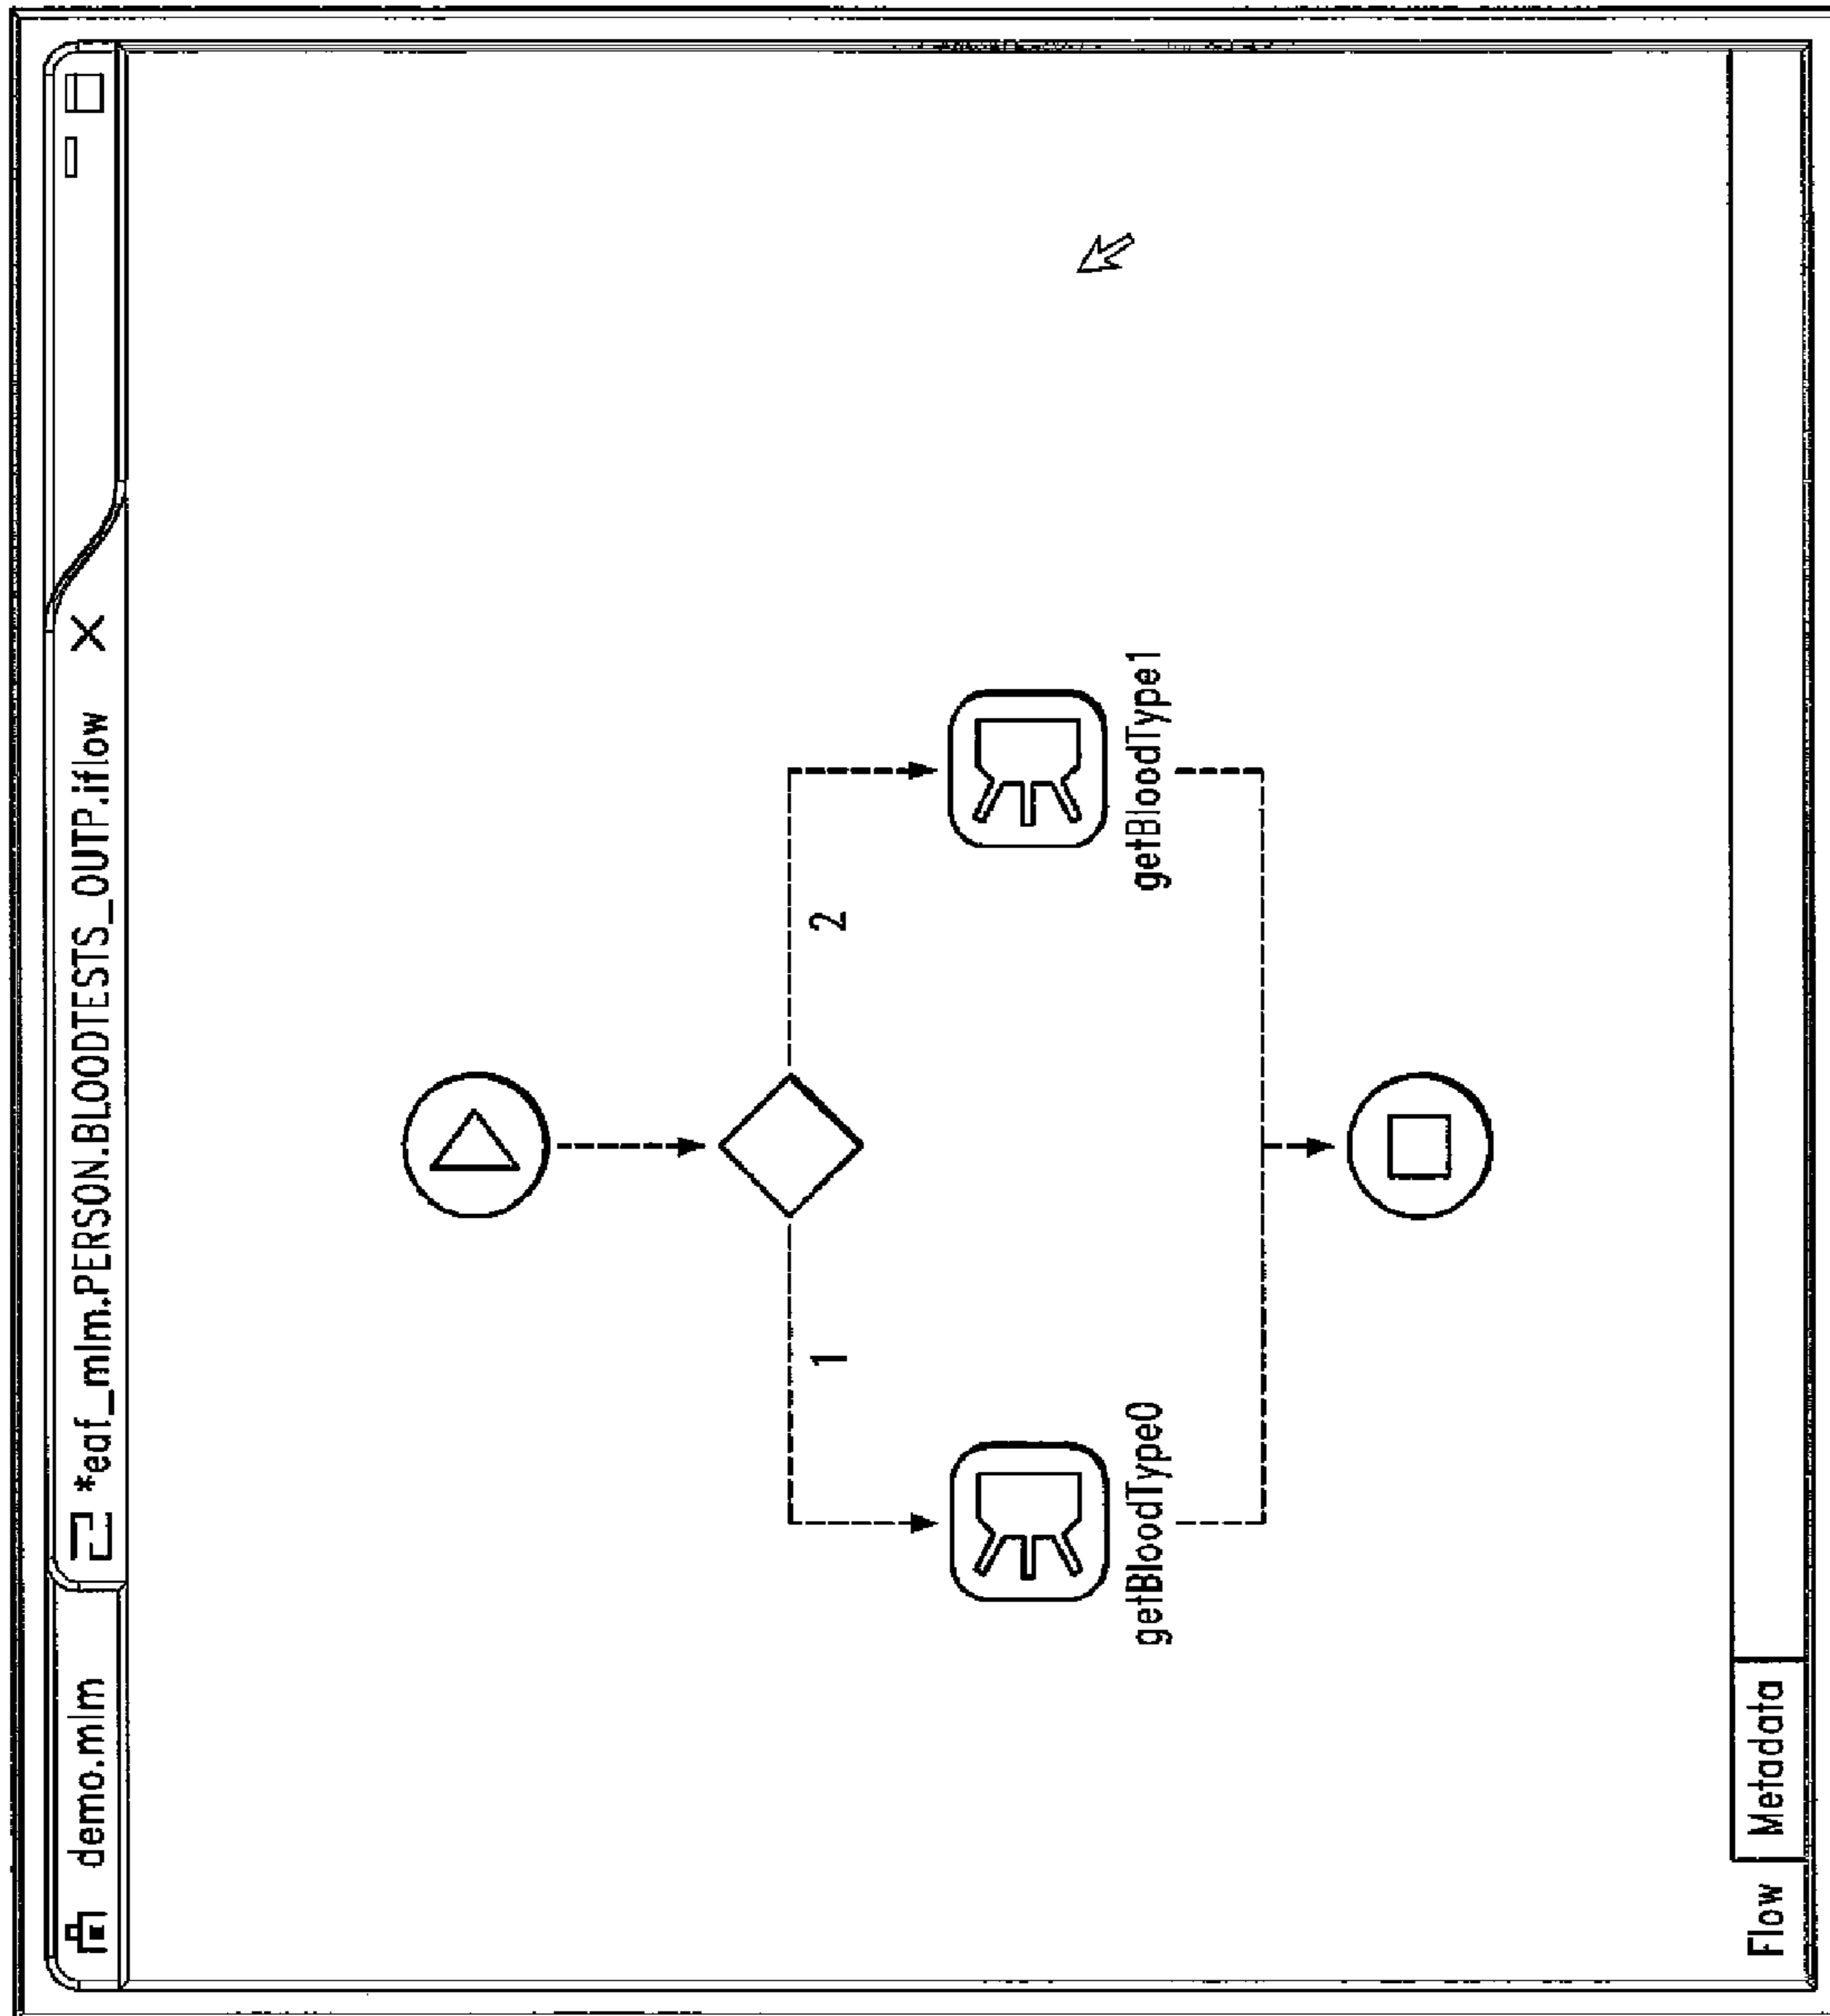 demo.mlm
*eaf_mlm.PERSON.BLOODTESTS_OUTP.iflow
1
2
getBloodType0
getBloodType1
Flow
Metadata